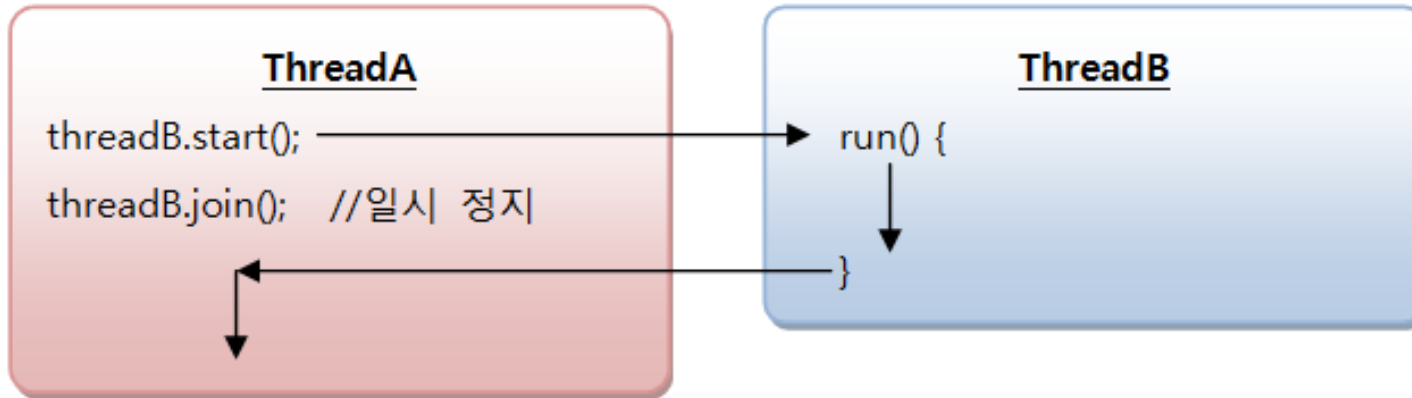 ThreadA
threadB.start();
threadB.join(); //일시 정지
ThreadB
run() {
}